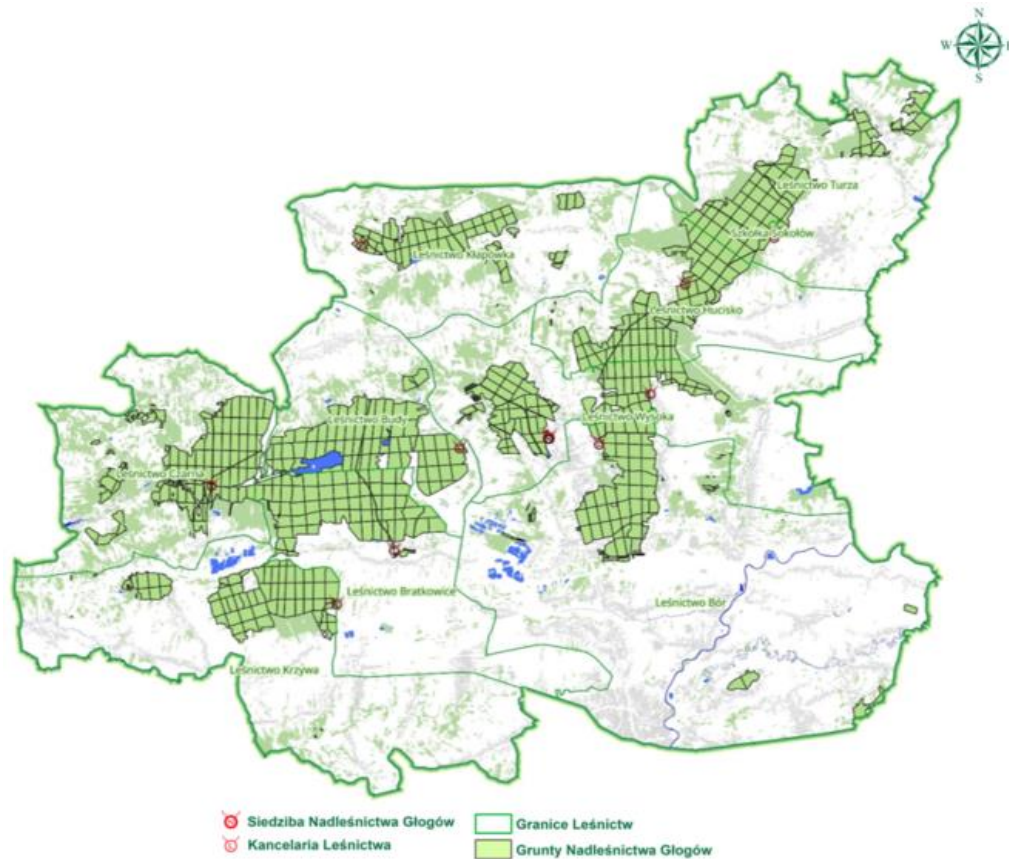 N
W
E
S
Leśnictwo Turza
Szkółka Sokołów
Leśnictwo Kłapówka
Leśnictwo Hucisko
Leśnictwo Wysoka
Leśnictwo Budy
Leśnictwo Czarna
Leśnictwo Bratkowice
Leśnictwo Bór
Leśnictwo Krzywa
Siedziba Nadleśnictwa Głogów
Granice Leśnictw
Kancelaria Leśnictwa
Grunty Nadleśnictwa Głogów